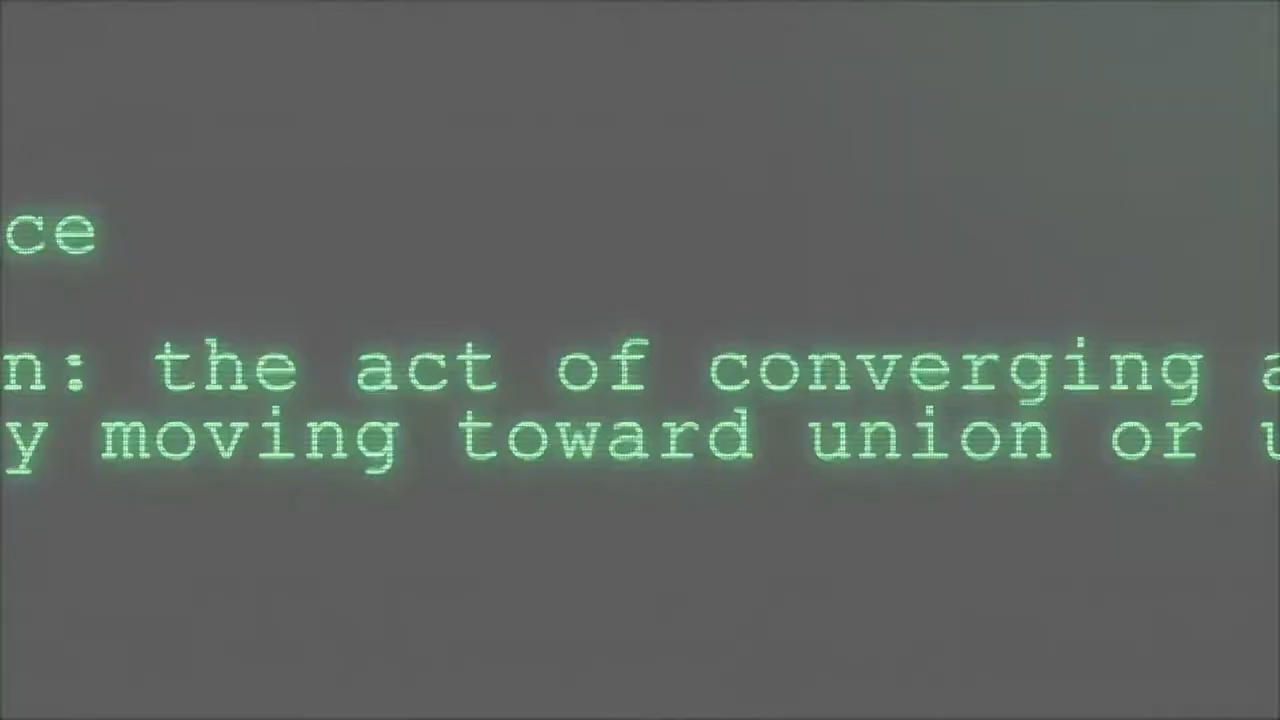 ce
n: the act of converging a
y moving toward union or u